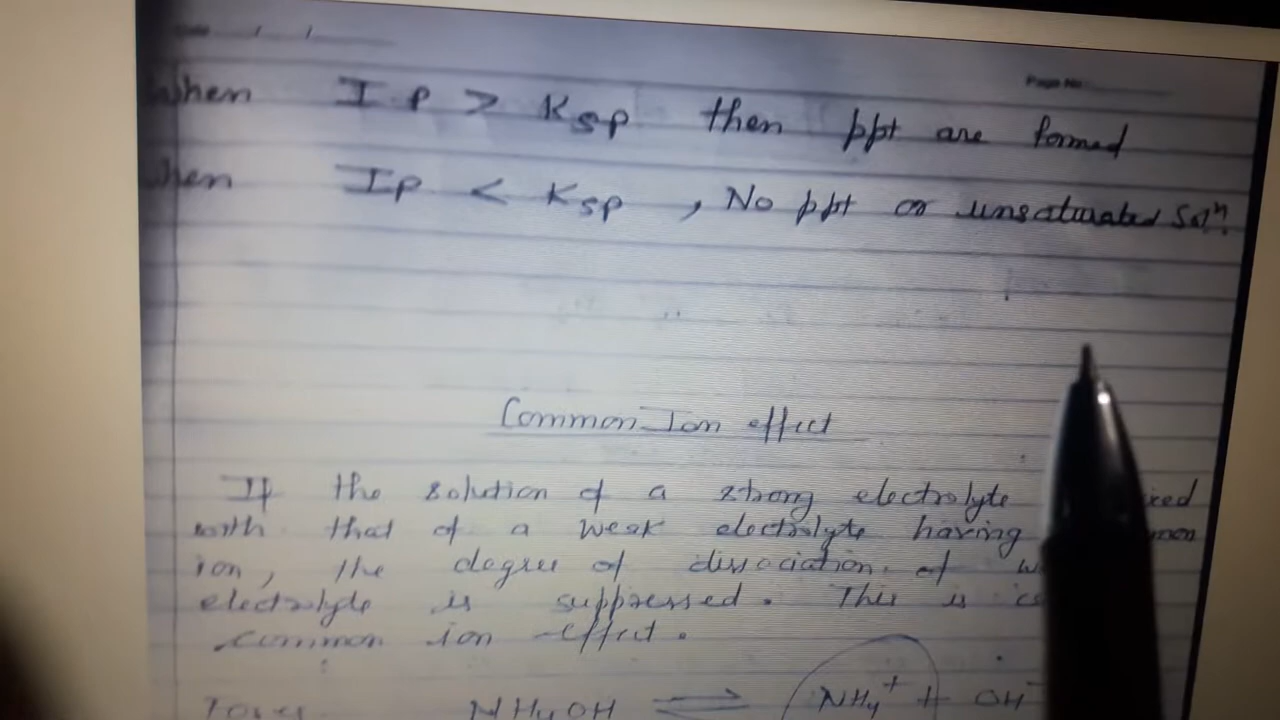 Page No
When IP > Ksp then ppt are formed
When IP < Ksp , No ppt or unsaturated solⁿ.
Common Ion effect
If the solution of a strong electrolyte
with that of a weak electrolyte having
ion, the degree of dissociation of
electrolyte is suppressed. This is
common ion effect.
NH4OH ⇌ NH4⁺ + OH⁻